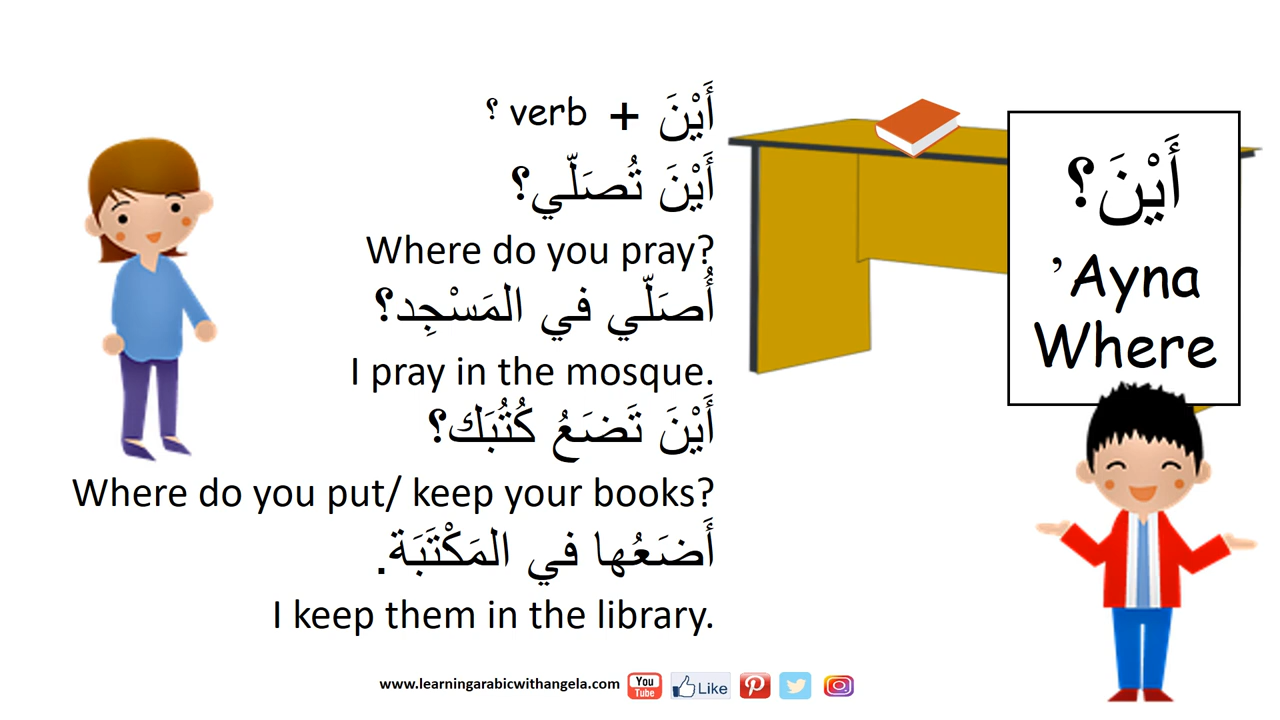 أَيْنَ + verb ؟
أَيْنَ تُصَلّي؟
Where do you pray?
أُصَلّي في المَسْجِد؟
I pray in the mosque.
أَيْنَ تَضَعُ كُتُبَك؟
Where do you put/ keep your books?
أَضَعُها في المَكْتَبَة.
I keep them in the library.
أَيْنَ؟
’Ayna
Where
www.learningarabicwithangela.com You Tube Like